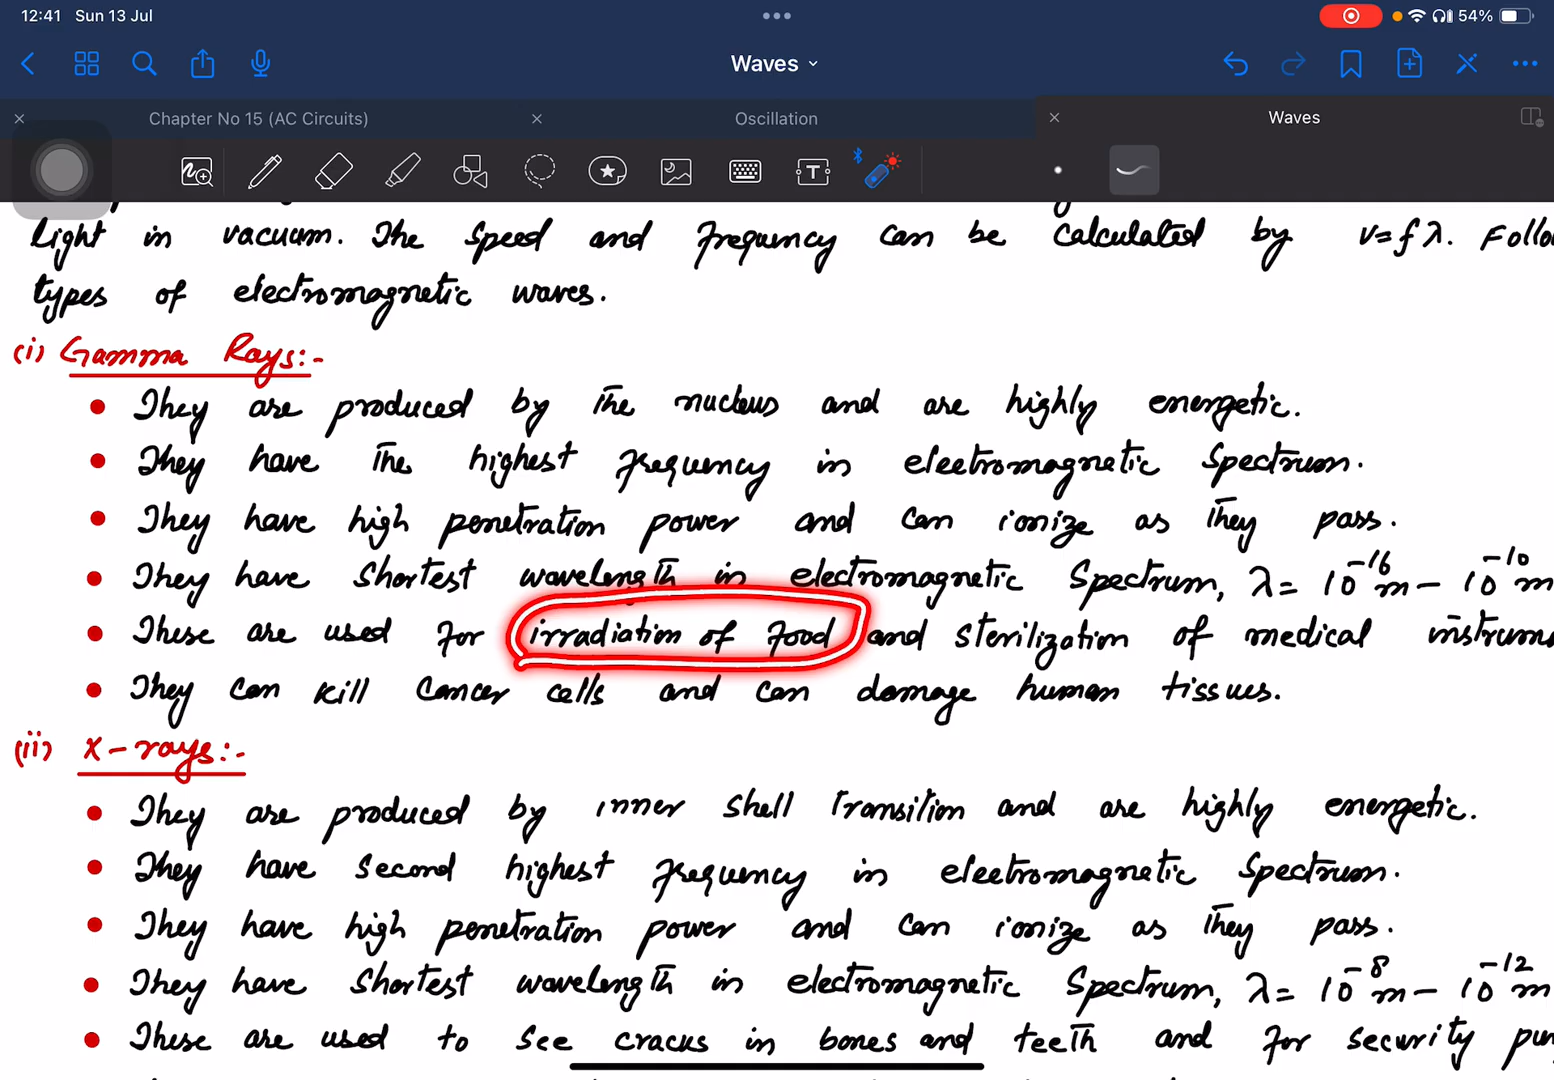 12:41 Sun 13 Jul
54%
Waves
Chapter No 15 (AC Circuits)
Oscillation
Waves
light in vacuum. The speed and frequency can be calculated by v=fλ. Follo
types of electromagnetic waves.
(i) Gamma Rays:-
• They are produced by the nucleus and are highly energetic.
• They have the highest frequency in electromagnetic spectrum.
• They have high penetration power and can ionize as they pass.
• They have shortest wavelength in electromagnetic spectrum, λ= 10⁻¹⁶m – 10⁻¹⁰m
• These are used for irradiation of food and sterilization of medical instrume
• They can kill cancer cells and can damage human tissues.
(ii) X-rays:-
• They are produced by inner shell transition and are highly energetic.
• They have second highest frequency in electromagnetic spectrum.
• They have high penetration power and can ionize as they pass.
• They have shortest wavelength in electromagnetic spectrum, λ= 10⁻⁸m – 10⁻¹²m
• These are used to see cracks in bones and teeth and for security pur